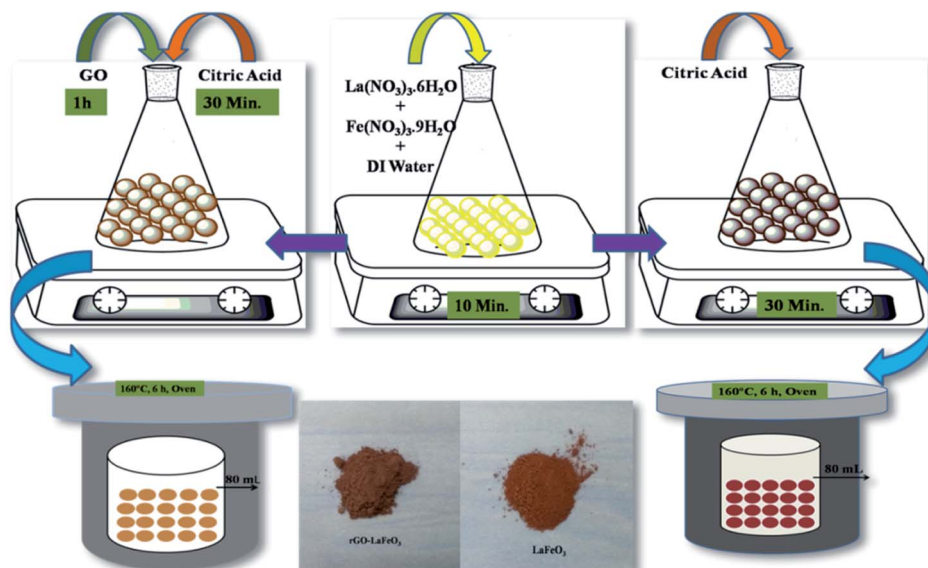 GO
1h
Citric Acid
30 Min.
La(NO₃)₃.6H₂O
+
Fe(NO₃)₃.9H₂O
+
DI Water
10 Min.
Citric Acid
30 Min.
160°C, 6 h, Oven
80 mL
rGO-LaFeO₃
LaFeO₃
160°C, 6 h, Oven
80 mL